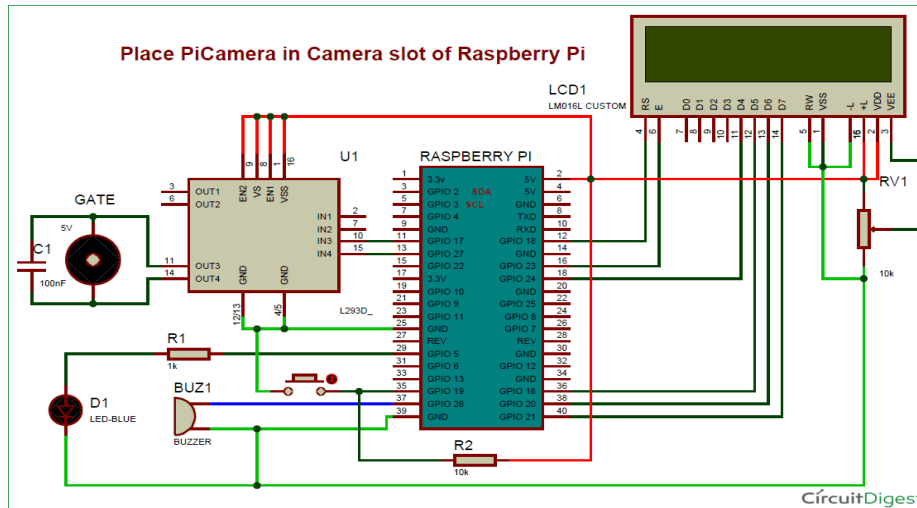 Place PiCamera in Camera slot of Raspberry Pi
LCD1
LM016L CUSTOM
RS
E
D0
D1
D2
D3
D4
D5
D6
D7
RW
VSS
-L
+L
VDD
VEE
4
6
7
8
9
10
11
12
13
14
5
1
15
2
3
U1
9
8
1
16
EN2
VS
EN1
VSS
3
OUT1
6
OUT2
11
OUT3
14
OUT4
IN1
2
IN2
7
IN3
10
IN4
15
GND
GND
12/13
4/5
L293D_
GATE
5V
C1
100nF
RASPBERRY PI
1
3.3v
5V
2
3
GPIO 2
SDA
5V
4
5
GPIO 3
SCL
GND
6
7
GPIO 4
TXD
8
9
GND
RXD
10
11
GPIO 17
GPIO 18
12
13
GPIO 27
GND
14
15
GPIO 22
GPIO 23
16
17
3.3V
GPIO 24
18
19
GPIO 10
GND
20
21
GPIO 9
GPIO 25
22
23
GPIO 11
GPIO 8
24
25
GND
GPIO 7
26
27
REV
REV
28
29
GPIO 5
GND
30
31
GPIO 6
GPIO 12
32
33
GPIO 13
GND
34
35
GPIO 19
GPIO 16
36
37
GPIO 26
GPIO 20
38
39
GND
GPIO 21
40
RV1
10k
R1
1k
D1
LED-BLUE
BUZ1
BUZZER
R2
10k
CírcuitDigest